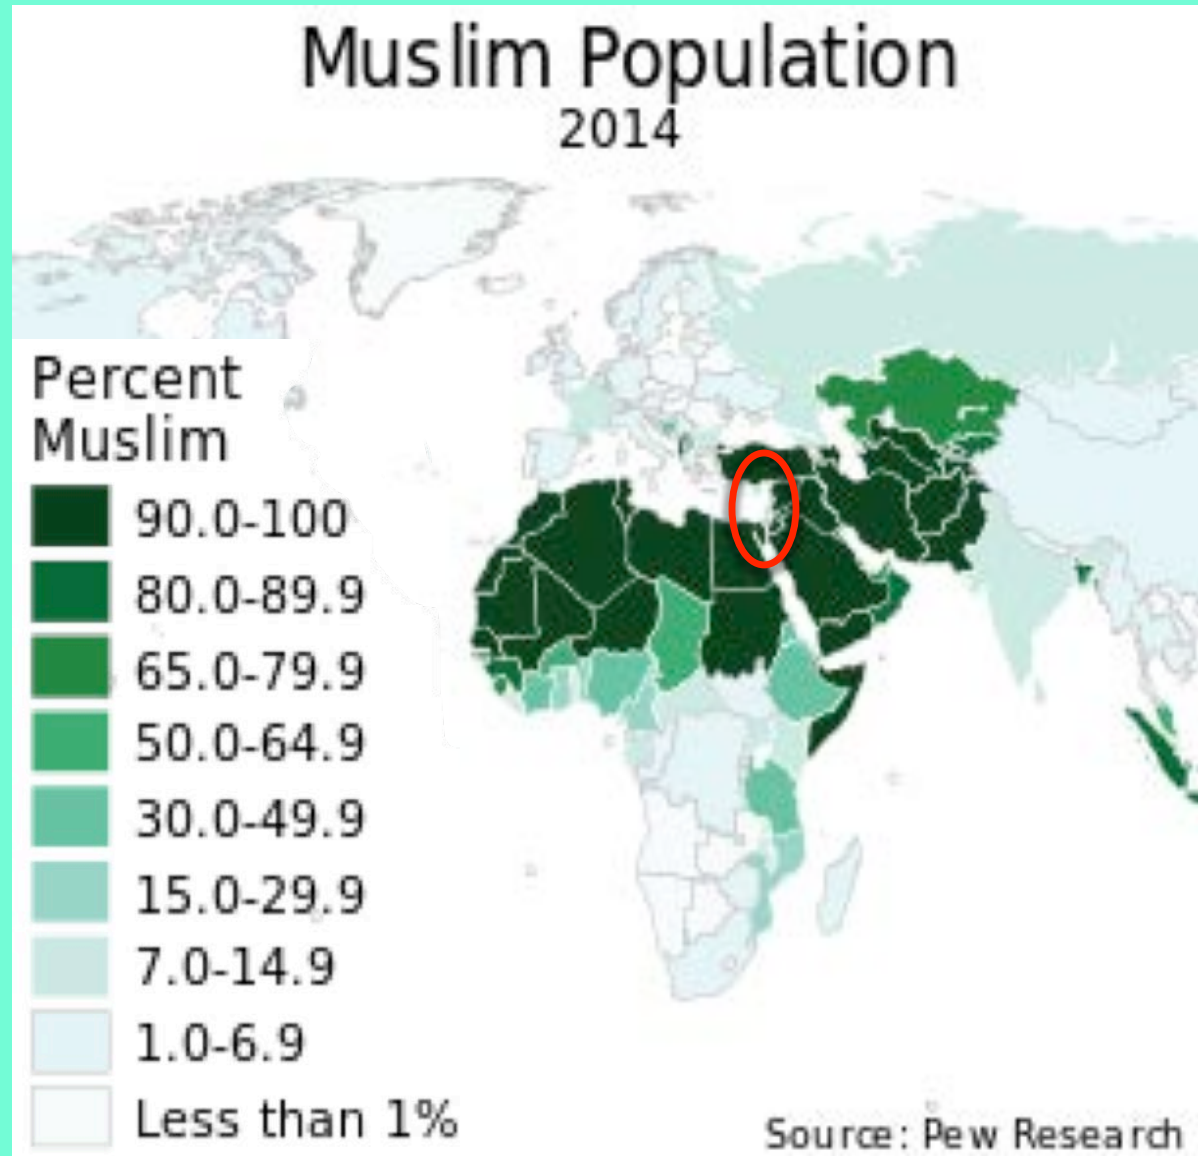 Muslim Population
2014
Percent
Muslim
90.0-100
80.0-89.9
65.0-79.9
50.0-64.9
30.0-49.9
15.0-29.9
7.0-14.9
1.0-6.9
Less than 1%
Source: Pew Research